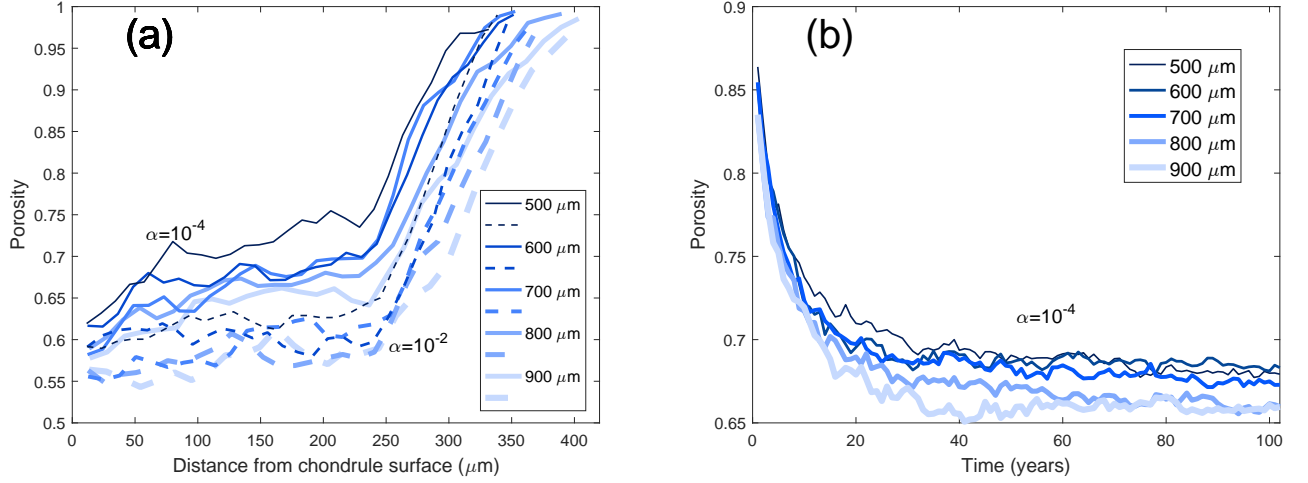 (a)
1
0.95
0.9
0.85
0.8
0.75
0.7
0.65
0.6
0.55
0.5
Porosity
α=10-4
α=10-2
500 μm
600 μm
700 μm
800 μm
900 μm
0 50 100 150 200 250 300 350 400
Distance from chondrule surface (μm)
(b)
0.85
0.8
0.75
0.7
0.65
Porosity
500 μm
600 μm
700 μm
800 μm
900 μm
α=10-4
0 20 40 60 80 100
Time (years)